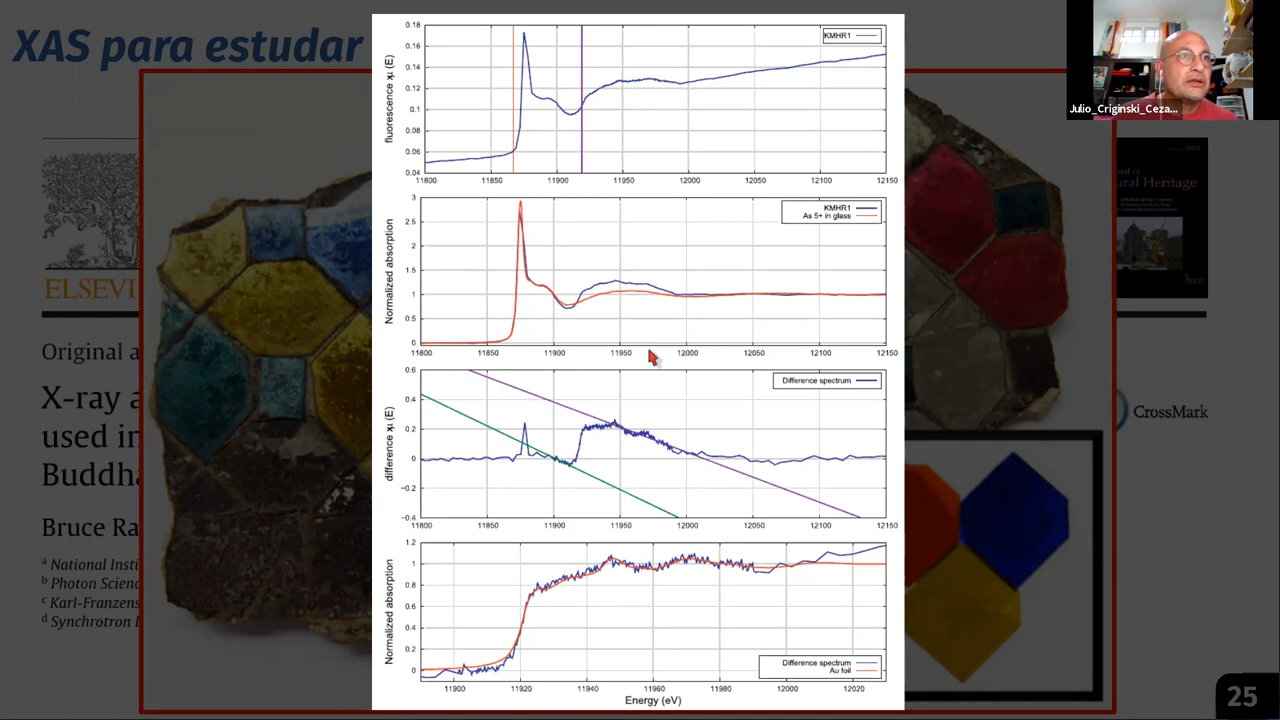 XAS para estudar
ELSEVI
Original a
X-ray a
used in
Buddha
Bruce Ra
a National Insti
b Photon Scienc
c Karl-Franzens
d Synchrotron L
fluorescence xμ (E)
0.18
0.16
0.14
0.12
0.1
0.08
0.06
0.04
KMHR1
11800 11850 11900 11950 12000 12050 12100 12150
Normalized absorption
3
2.5
2
1.5
1
0.5
0
KMHR1
As 5+ in glass
11800 11850 11900 11950 12000 12050 12100 12150
difference xμ (E)
0.6
0.4
0.2
0
−0.2
−0.4
Difference spectrum
11800 11850 11900 11950 12000 12050 12100 12150
Normalized absorption
1.2
1
0.8
0.6
0.4
0.2
0
Difference spectrum
Au foil
11900 11920 11940 11960 11980 12000 12020
Energy (eV)
Julio_Criginski_Ceza...
nal of
ural Heritage
CrossMark
25